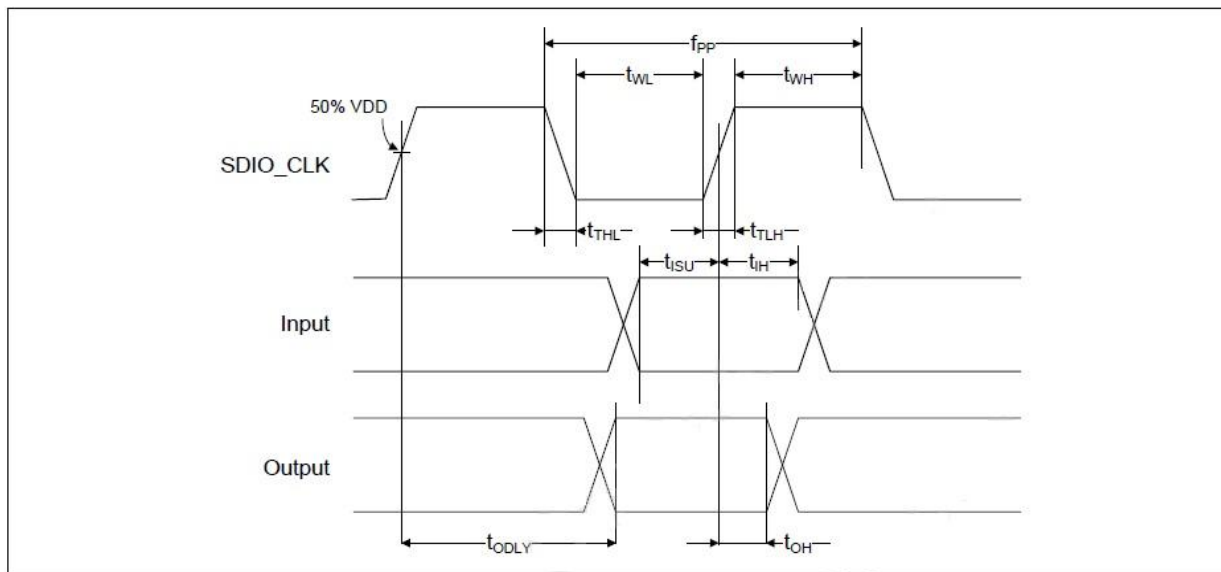 fPP
tWL
tWH
50% VDD
SDIO_CLK
tTHL
tTLH
tISU
tIH
Input
Output
tODLY
tOH